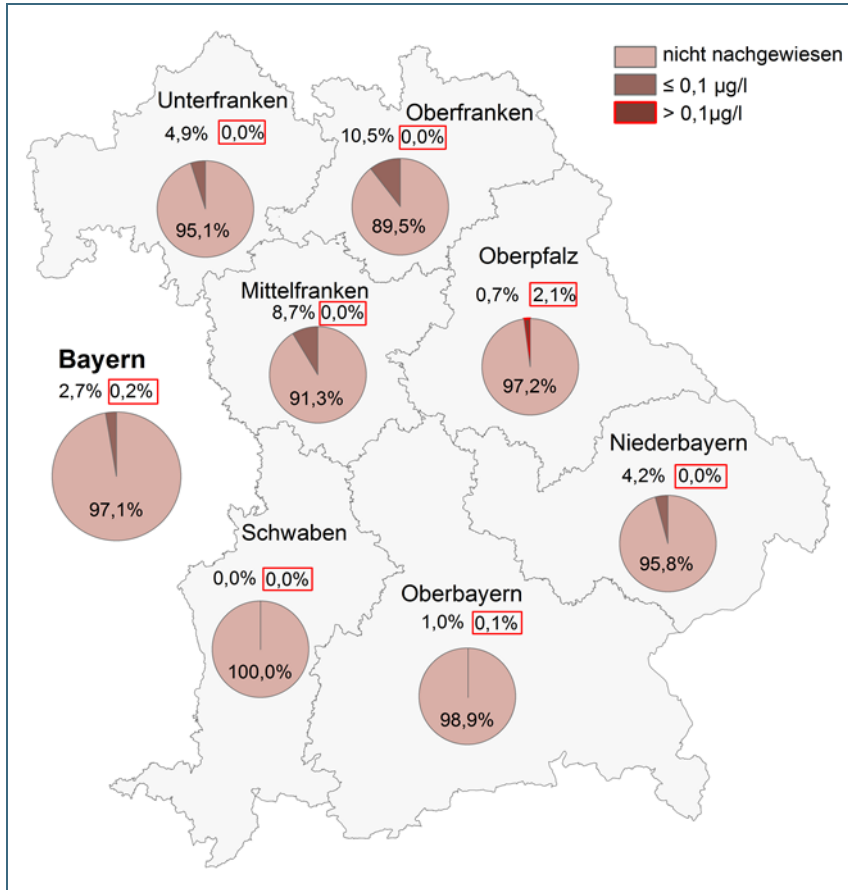 nicht nachgewiesen
≤ 0,1 µg/l
> 0,1µg/l
Unterfranken
4,9% 0,0%
95,1%
Oberfranken
10,5% 0,0%
89,5%
Oberpfalz
0,7% 2,1%
97,2%
Mittelfranken
8,7% 0,0%
91,3%
Bayern
2,7% 0,2%
97,1%
Niederbayern
4,2% 0,0%
95,8%
Schwaben
0,0% 0,0%
100,0%
Oberbayern
1,0% 0,1%
98,9%